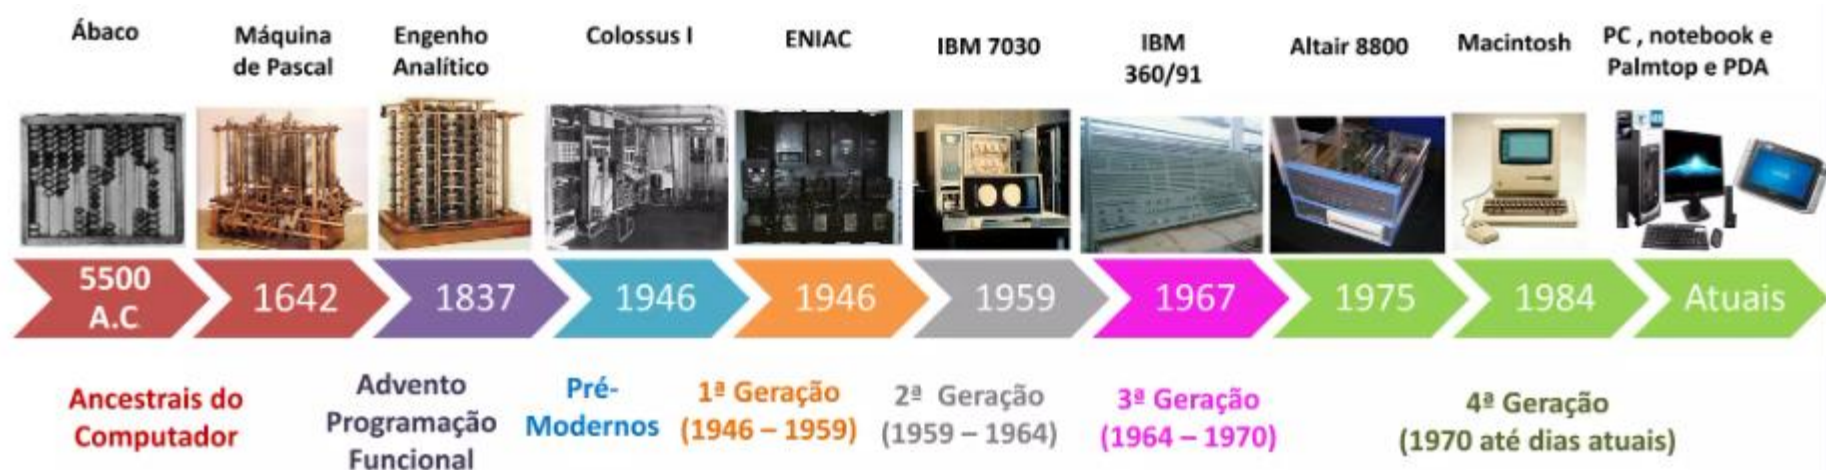 Ábaco
Máquina
de Pascal
Engenho
Analítico
Colossus I
ENIAC
IBM 7030
IBM
360/91
Altair 8800
Macintosh
PC , notebook e
Palmtop e PDA
5500
A.C
1642
1837
1946
1946
1959
1967
1975
1984
Atuais
Ancestrais do
Computador
Advento
Programação
Funcional
Pré-
Modernos
1ª Geração
(1946 – 1959)
2ª Geração
(1959 – 1964)
3ª Geração
(1964 – 1970)
4ª Geração
(1970 até dias atuais)